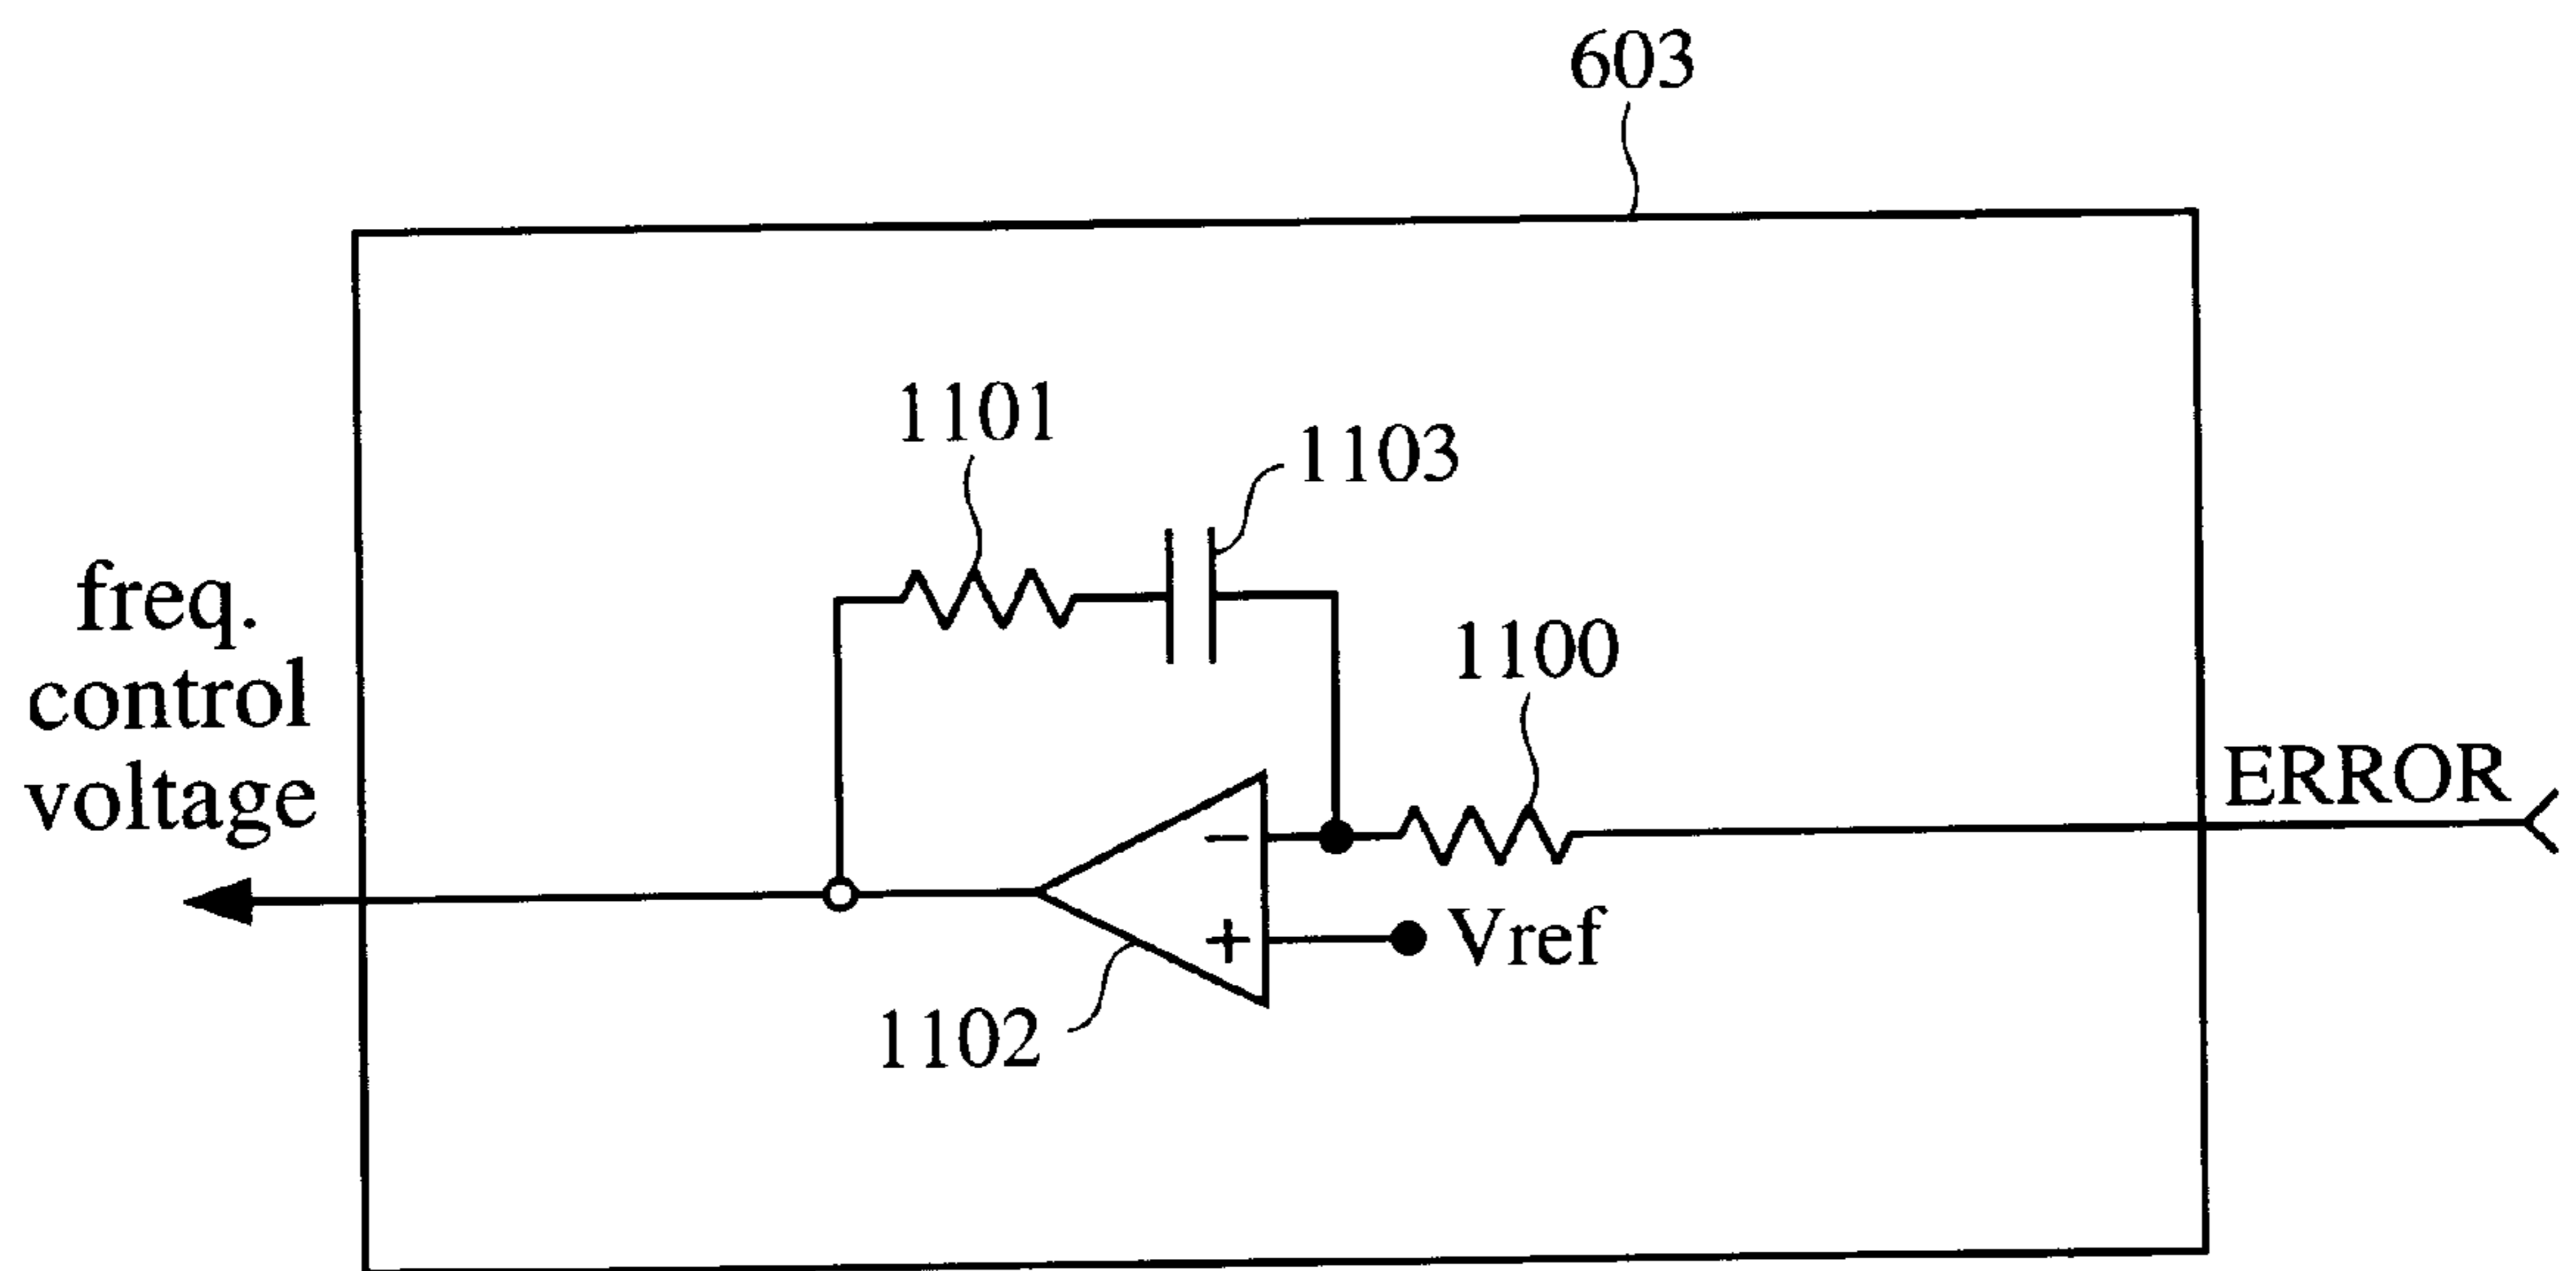 603
1101
1103
1100
freq.
control
voltage
ERROR
−
+
Vref
1102